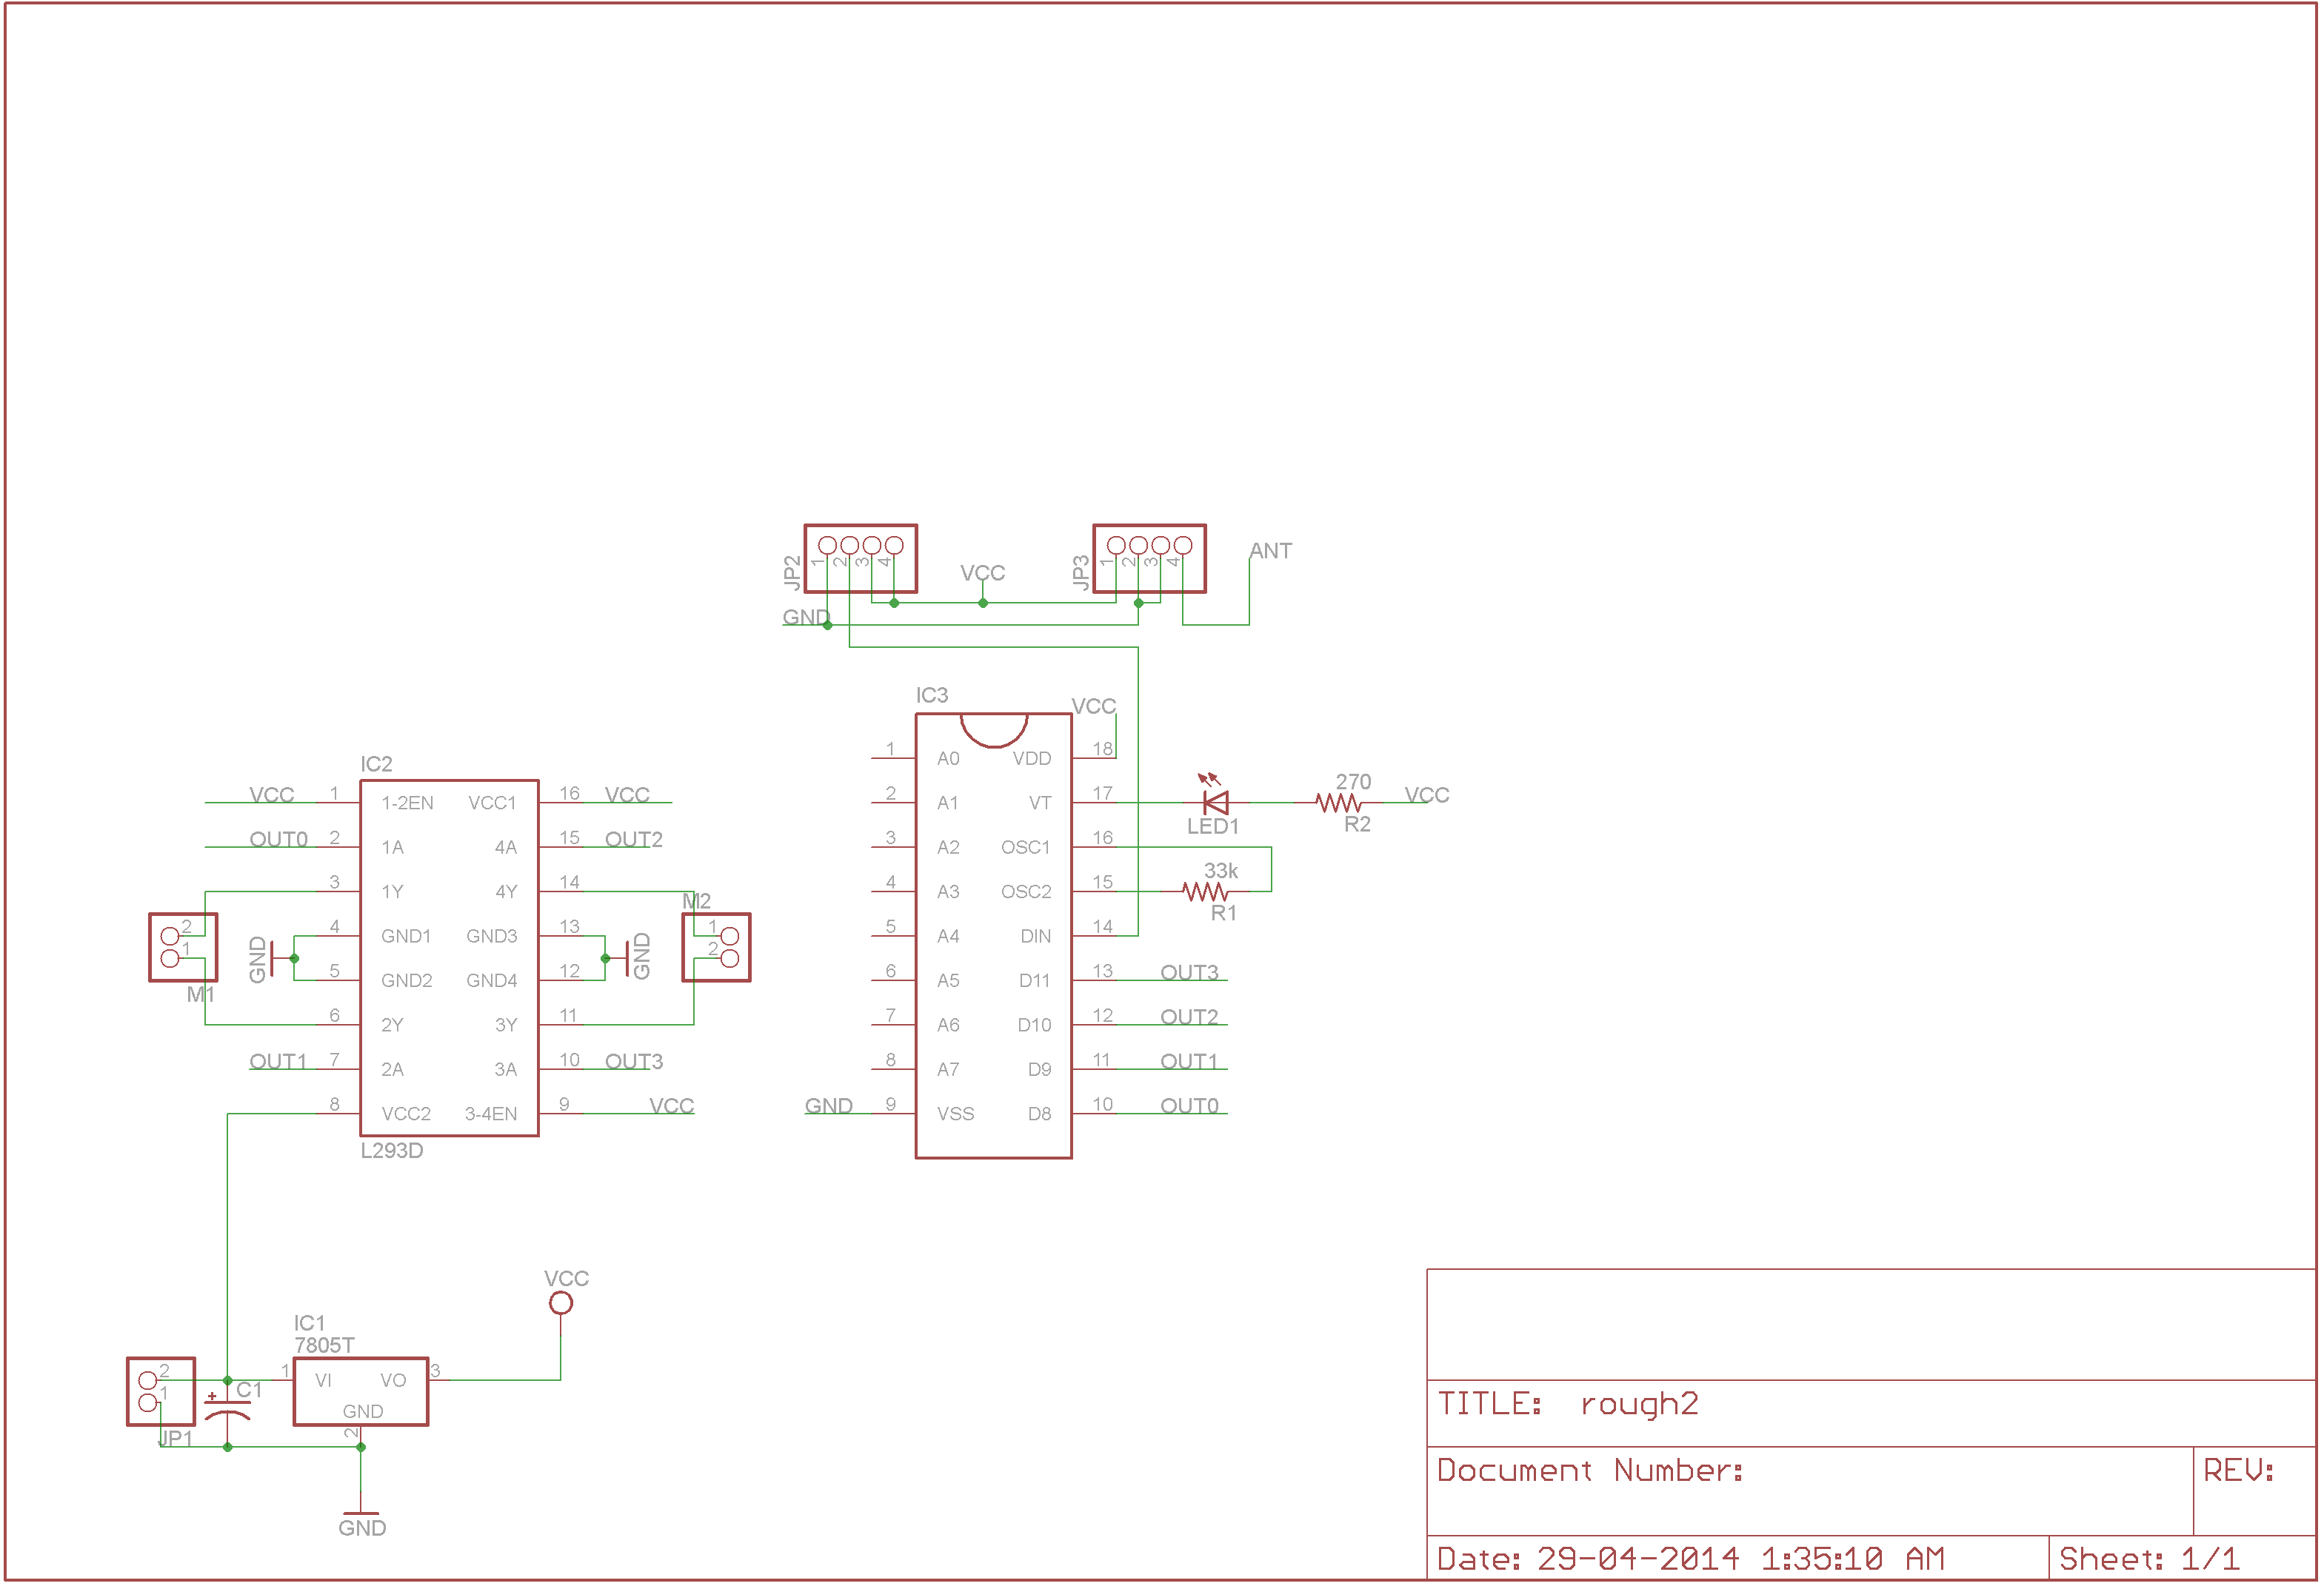 JP2
1 2 3 4
VCC
JP3
1 2 3 4
ANT
GND
IC3
VCC
1 A0 VDD 18
2 A1 VT 17
LED1
270
R2
VCC
3 A2 OSC1 16
33k
4 A3 OSC2 15
R1
5 A4 DIN 14
6 A5 D11 13 OUT3
7 A6 D10 12 OUT2
8 A7 D9 11 OUT1
GND 9 VSS D8 10 OUT0
IC2
VCC 1 1-2EN VCC1 16 VCC
OUT0 2 1A 4A 15 OUT2
3 1Y 4Y 14
M2
2 GND 4 GND1 GND3 13 GND 1
1 5 GND2 GND4 12 2
M1
6 2Y 3Y 11
OUT1 7 2A 3A 10 OUT3
8 VCC2 3-4EN 9 VCC
L293D
VCC
IC1
7805T
2 1 VI VO 3
1 + C1
GND
JP1 2
GND
TITLE: rough2
Document Number:
REV:
Date: 29-04-2014 1:35:10 AM
Sheet: 1/1